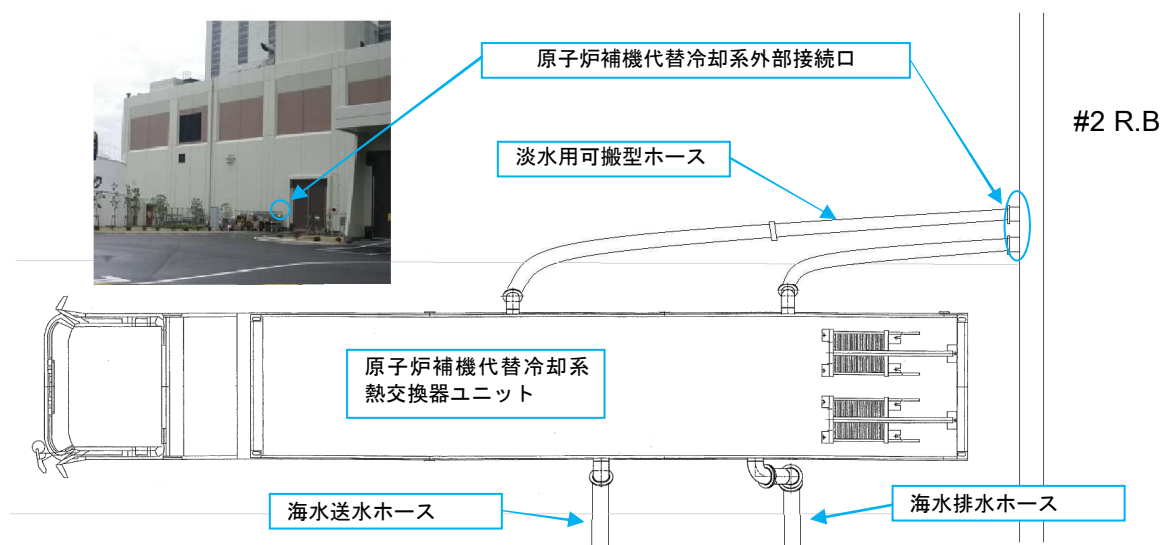 原子炉補機代替冷却系外部接続口
#2 R.B
淡水用可搬型ホース
原子炉補機代替冷却系
熱交換器ユニット
海水送水ホース
海水排水ホース